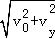 √(v₀² + v_y²)